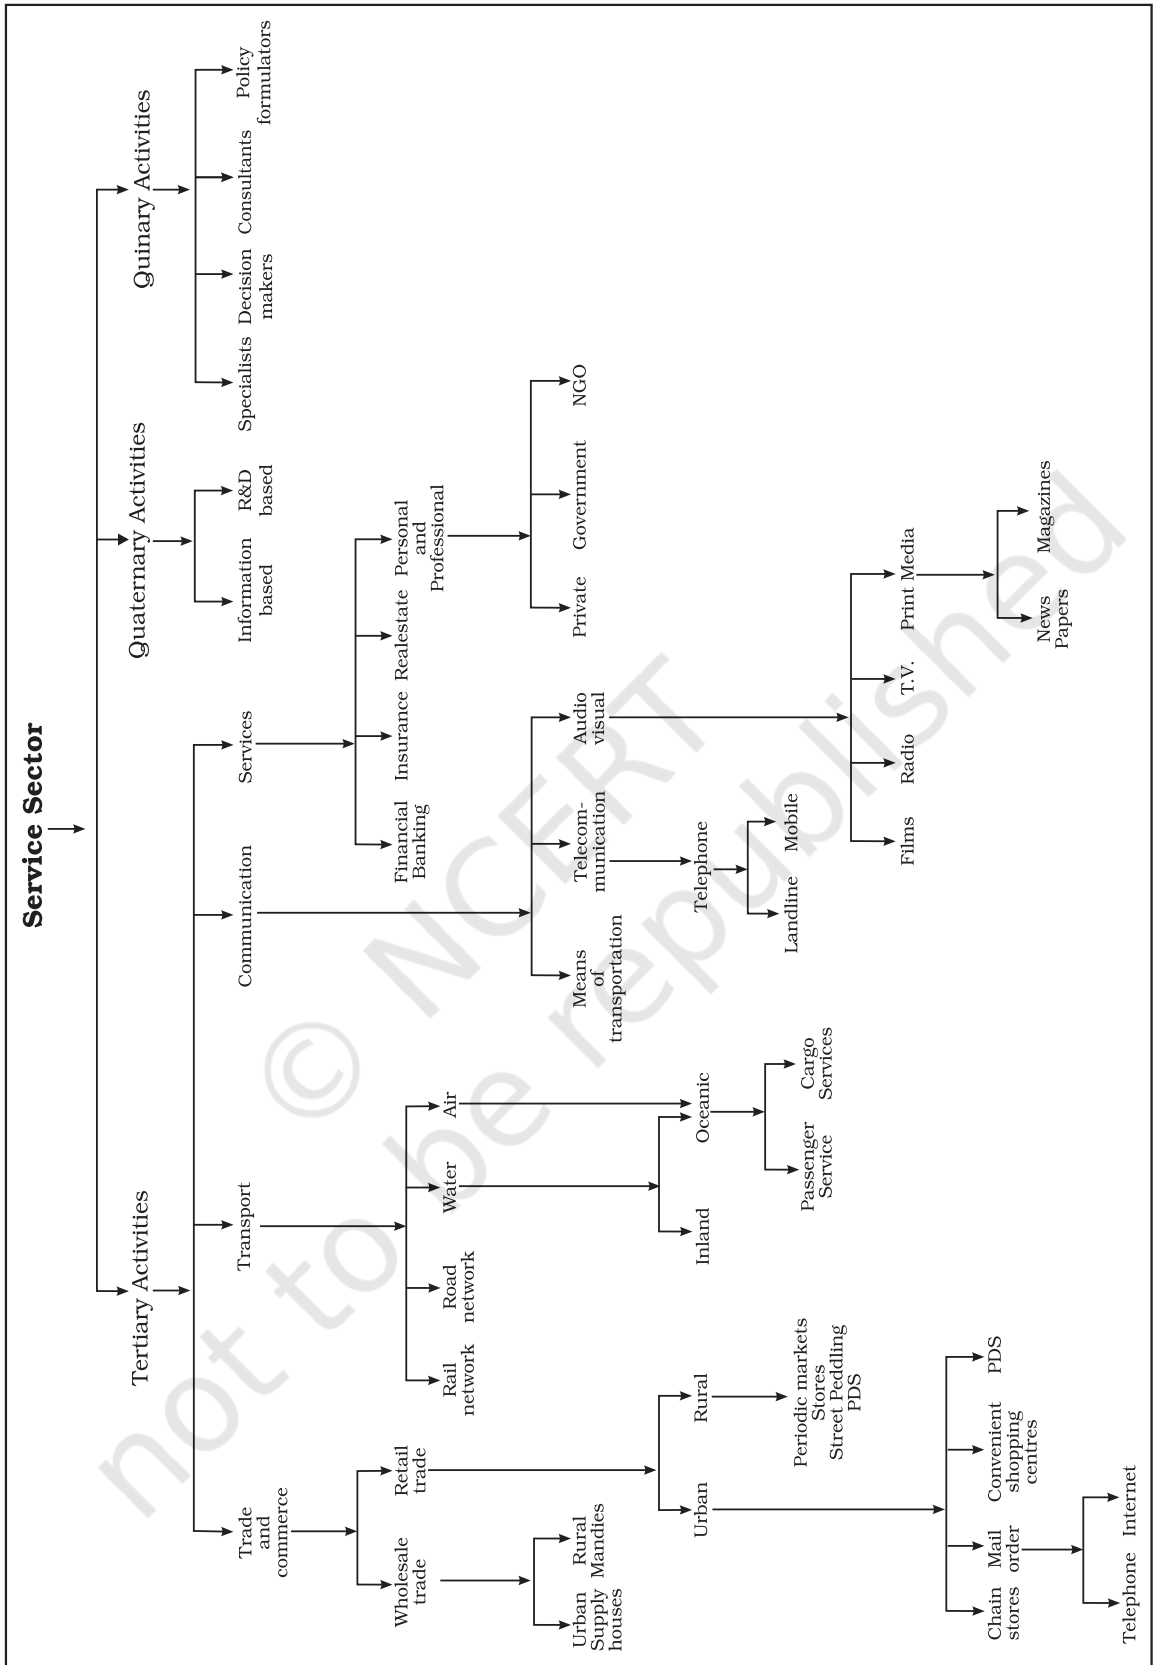 Service Sector
Tertiary Activities
Quaternary Activities
Quinary Activities
Trade
and
commerce
Transport
Communication
Services
Information
based
R&D
based
Specialists
Decision
makers
Consultants
Policy
formulators
Wholesale
trade
Retail
trade
Rail
network
Road
network
Water
Air
Financial
Banking
Insurance
Realestate
Personal
and
Professional
Urban
Supply
houses
Rural
Mandies
Means
of
transportation
Telecom-
munication
Audio
visual
Private
Government
NGO
Urban
Rural
Inland
Oceanic
Telephone
Periodic markets
Stores
Street Peddling
PDS
Passenger
Service
Cargo
Services
Landline
Mobile
Films
Radio
T.V.
Print Media
Chain
stores
Mail
order
Convenient
shopping
centres
PDS
News
Papers
Magazines
Telephone
Internet
© NCERT
not to be republished